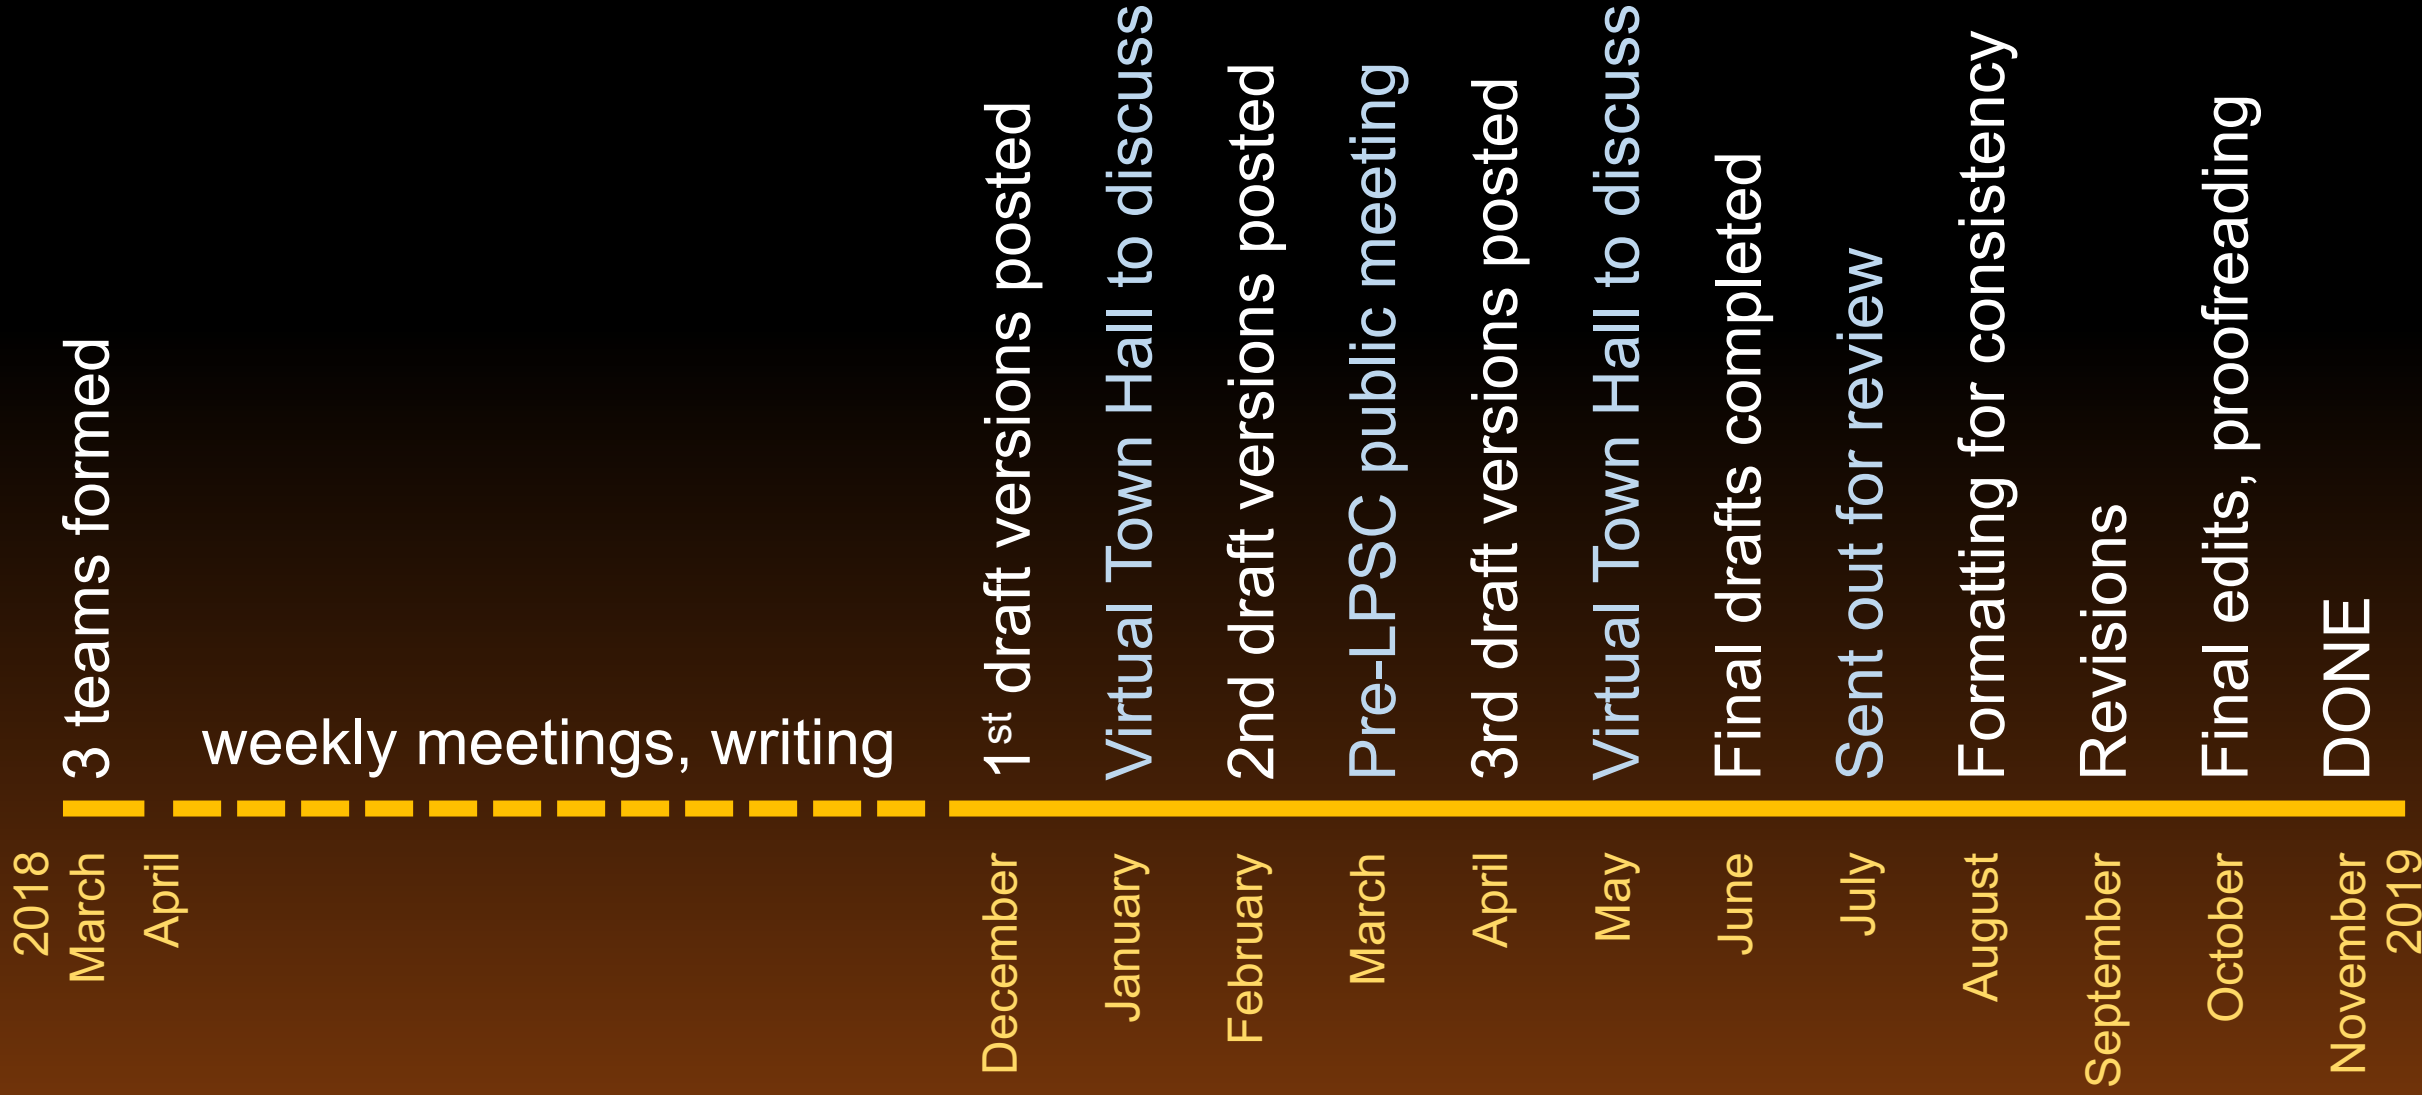 3 teams formed
weekly meetings, writing
1st draft versions posted
Virtual Town Hall to discuss
2nd draft versions posted
Pre-LPSC public meeting
3rd draft versions posted
Virtual Town Hall to discuss
Final drafts completed
Sent out for review
Formatting for consistency
Revisions
Final edits, proofreading
DONE
2018
March
April
December
January
February
March
April
May
June
July
August
September
October
November
2019